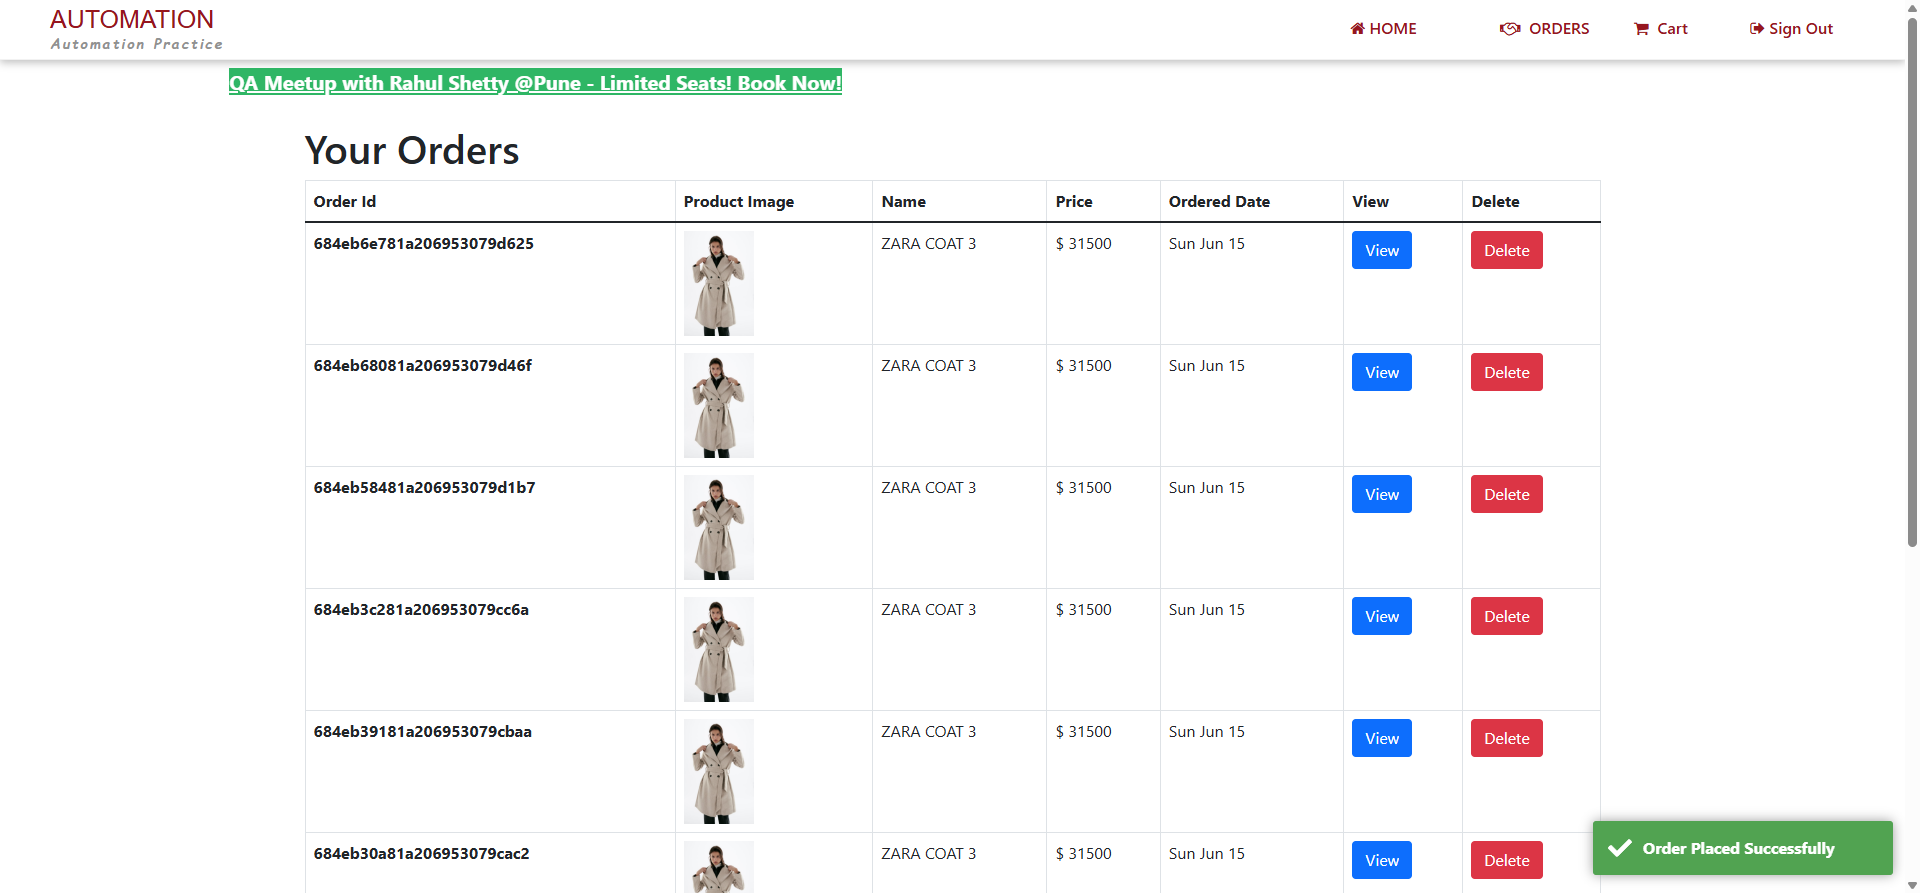 AUTOMATION
Automation Practice
HOME
ORDERS
Cart
Sign Out
QA Meetup with Rahul Shetty @Pune - Limited Seats! Book Now!
Your Orders
Order Id Product Image Name Price Ordered Date View Delete
684eb6e781a206953079d625 ZARA COAT 3 $ 31500 Sun Jun 15 View Delete
684eb68081a206953079d46f ZARA COAT 3 $ 31500 Sun Jun 15 View Delete
684eb58481a206953079d1b7 ZARA COAT 3 $ 31500 Sun Jun 15 View Delete
684eb3c281a206953079cc6a ZARA COAT 3 $ 31500 Sun Jun 15 View Delete
684eb39181a206953079cbaa ZARA COAT 3 $ 31500 Sun Jun 15 View Delete
684eb30a81a206953079cac2 ZARA COAT 3 $ 31500 Sun Jun 15 View Delete
Order Placed Successfully